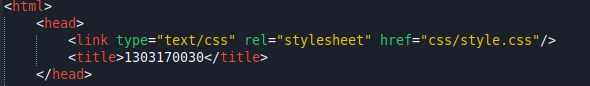 <html>
<head>
<link type="text/css" rel="stylesheet" href="css/style.css"/>
<title>1303170030</title>
</head>